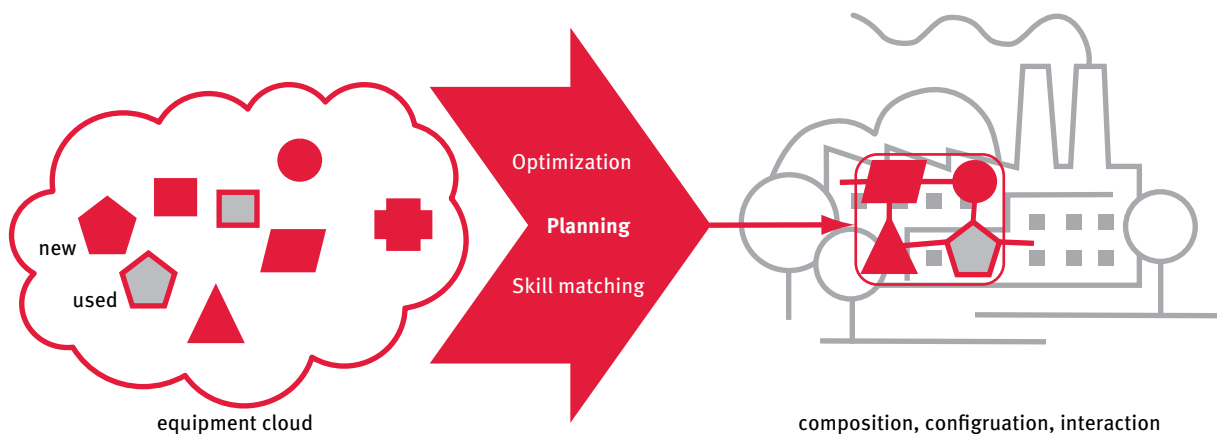 new
used
equipment cloud
Optimization
Planning
Skill matching
composition, configruation, interaction